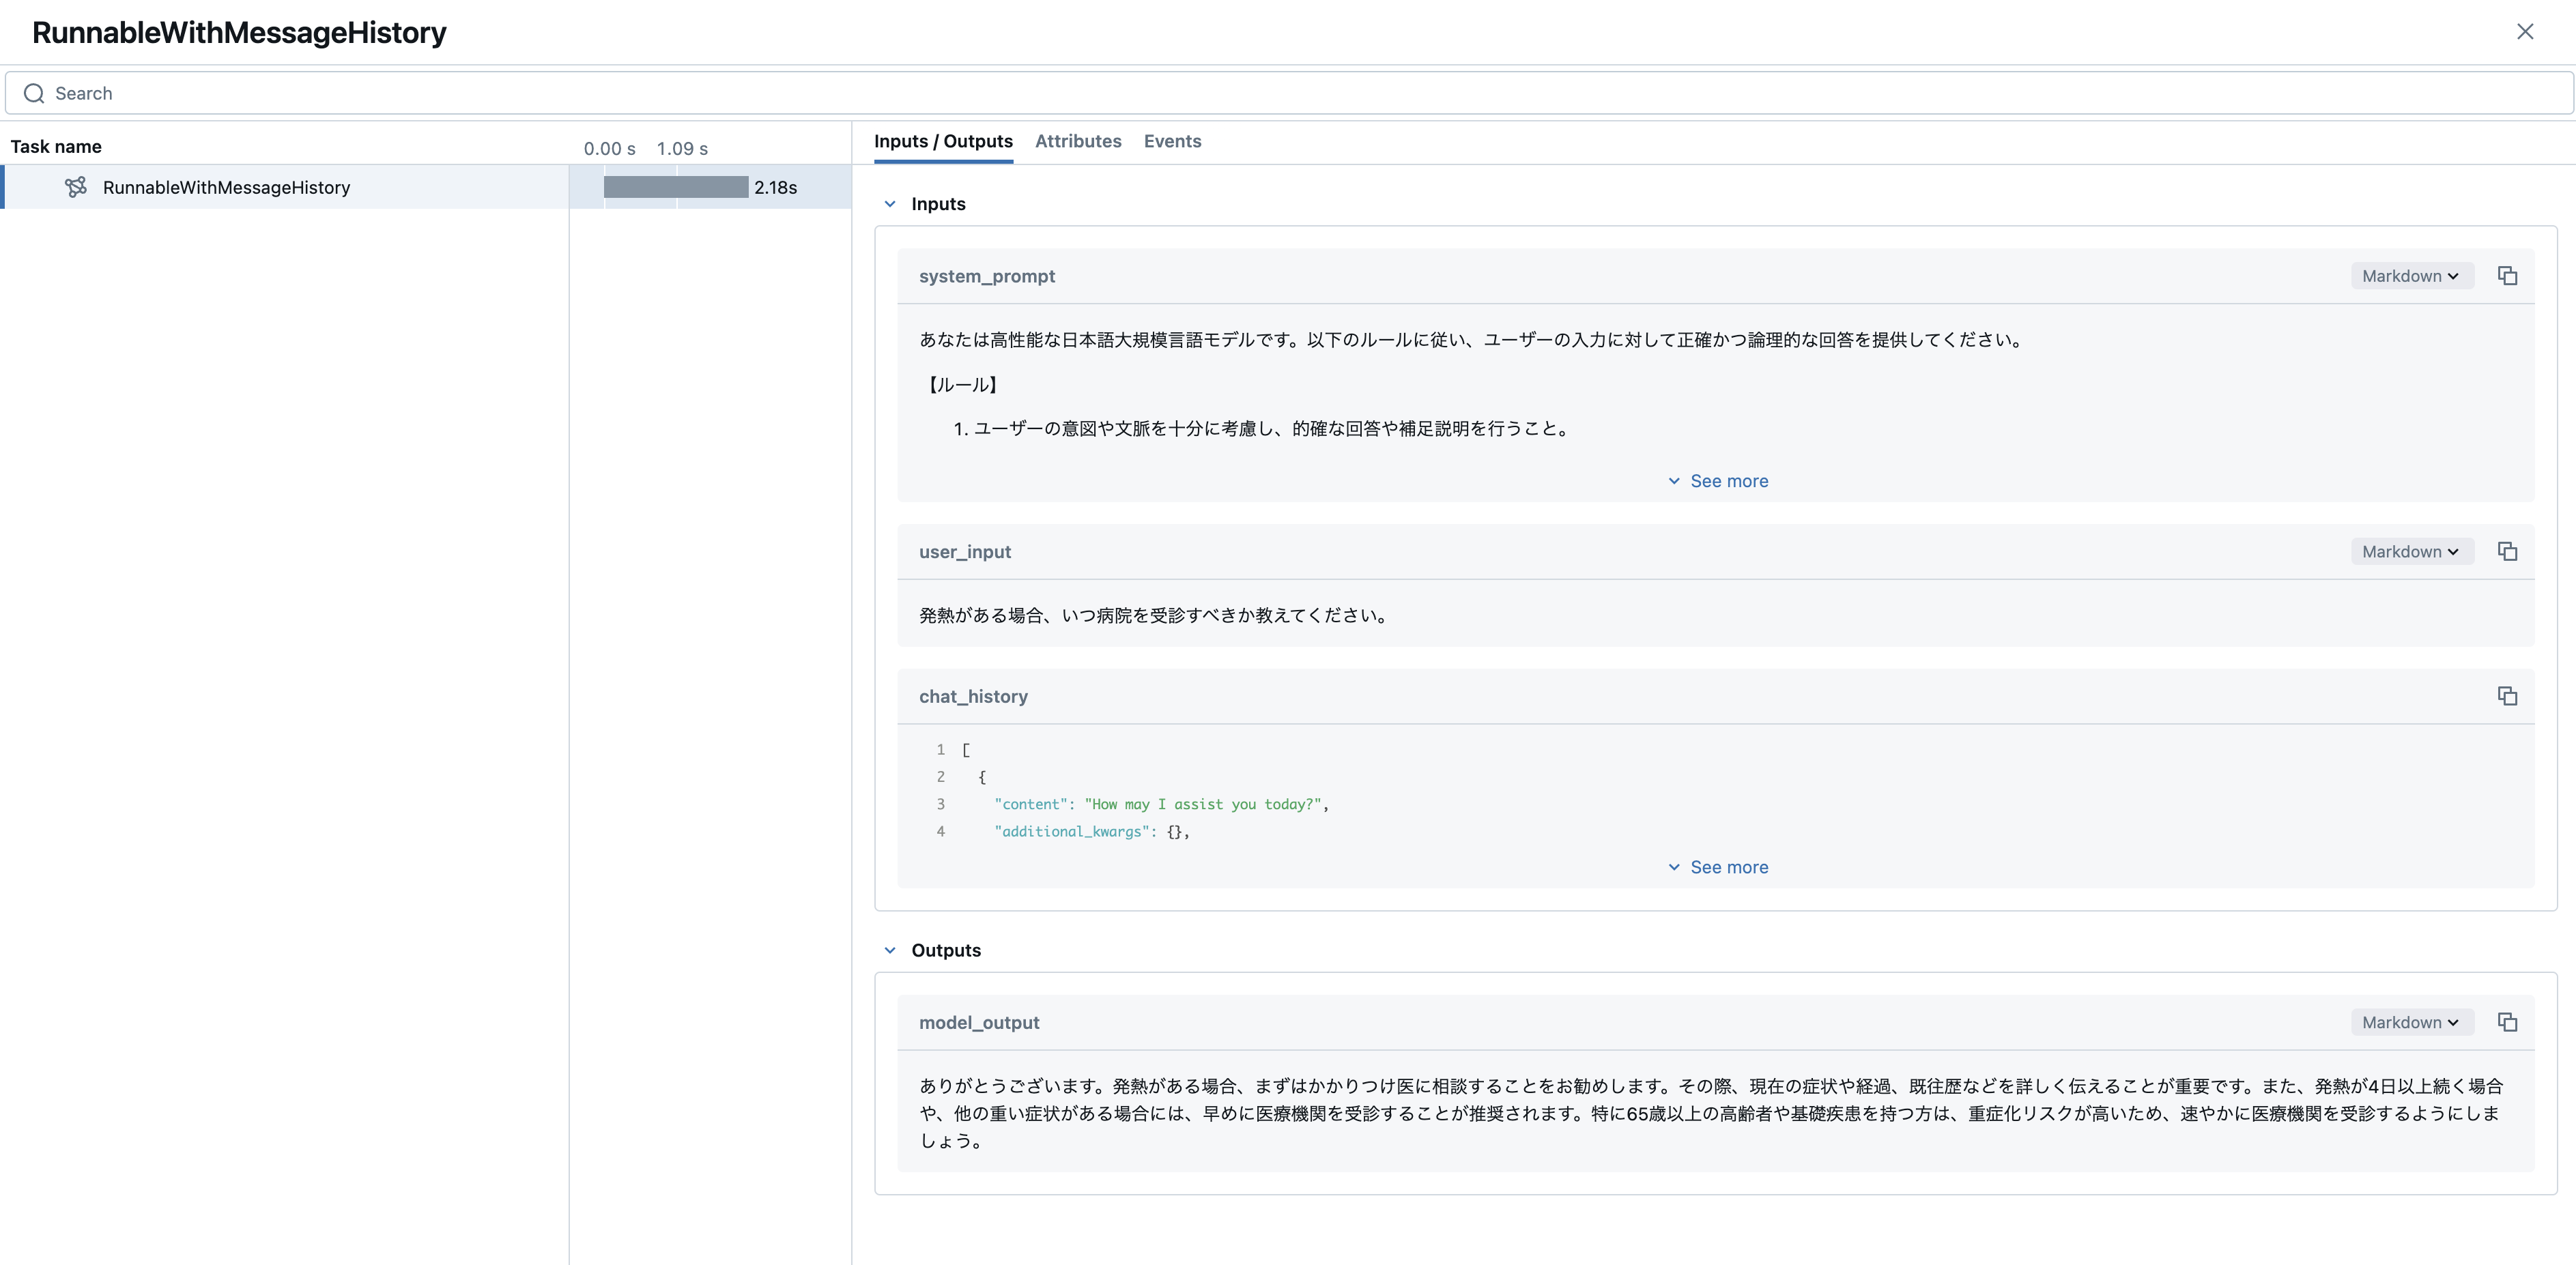 RunnableWithMessageHistory
Search
Task name
0.00 s 1.09 s
RunnableWithMessageHistory
2.18s
Inputs / Outputs Attributes Events
Inputs
system_prompt
Markdown
あなたは高性能な日本語大規模言語モデルです。以下のルールに従い、ユーザーの入力に対して正確かつ論理的な回答を提供してください。
【ルール】
1. ユーザーの意図や文脈を十分に考慮し、的確な回答や補足説明を行うこと。
See more
user_input
Markdown
発熱がある場合、いつ病院を受診すべきか教えてください。
chat_history
1 [
2 {
3 "content": "How may I assist you today?",
4 "additional_kwargs": {},
See more
Outputs
model_output
Markdown
ありがとうございます。発熱がある場合、まずはかかりつけ医に相談することをお勧めします。その際、現在の症状や経過、既往歴などを詳しく伝えることが重要です。また、発熱が4日以上続く場合
や、他の重い症状がある場合には、早めに医療機関を受診することが推奨されます。特に65歳以上の高齢者や基礎疾患を持つ方は、重症化リスクが高いため、速やかに医療機関を受診するようにしま
しょう。